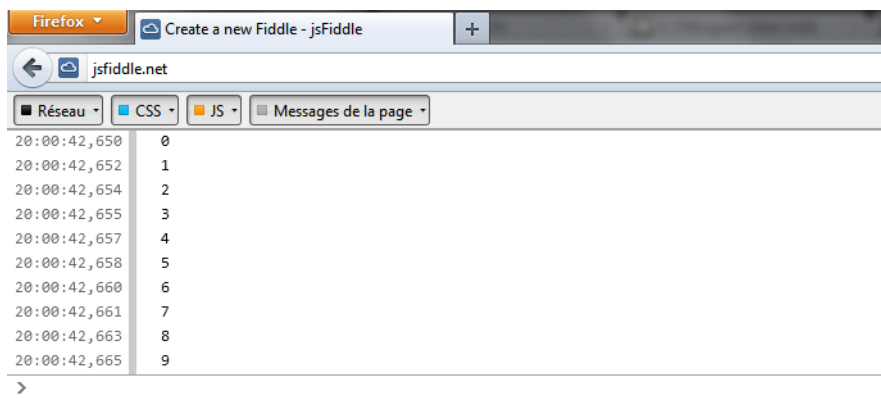 Firefox
Create a new Fiddle - jsFiddle
jsfiddle.net
Réseau CSS JS Messages de la page
20:00:42,650 0
20:00:42,652 1
20:00:42,654 2
20:00:42,655 3
20:00:42,657 4
20:00:42,658 5
20:00:42,660 6
20:00:42,661 7
20:00:42,663 8
20:00:42,665 9